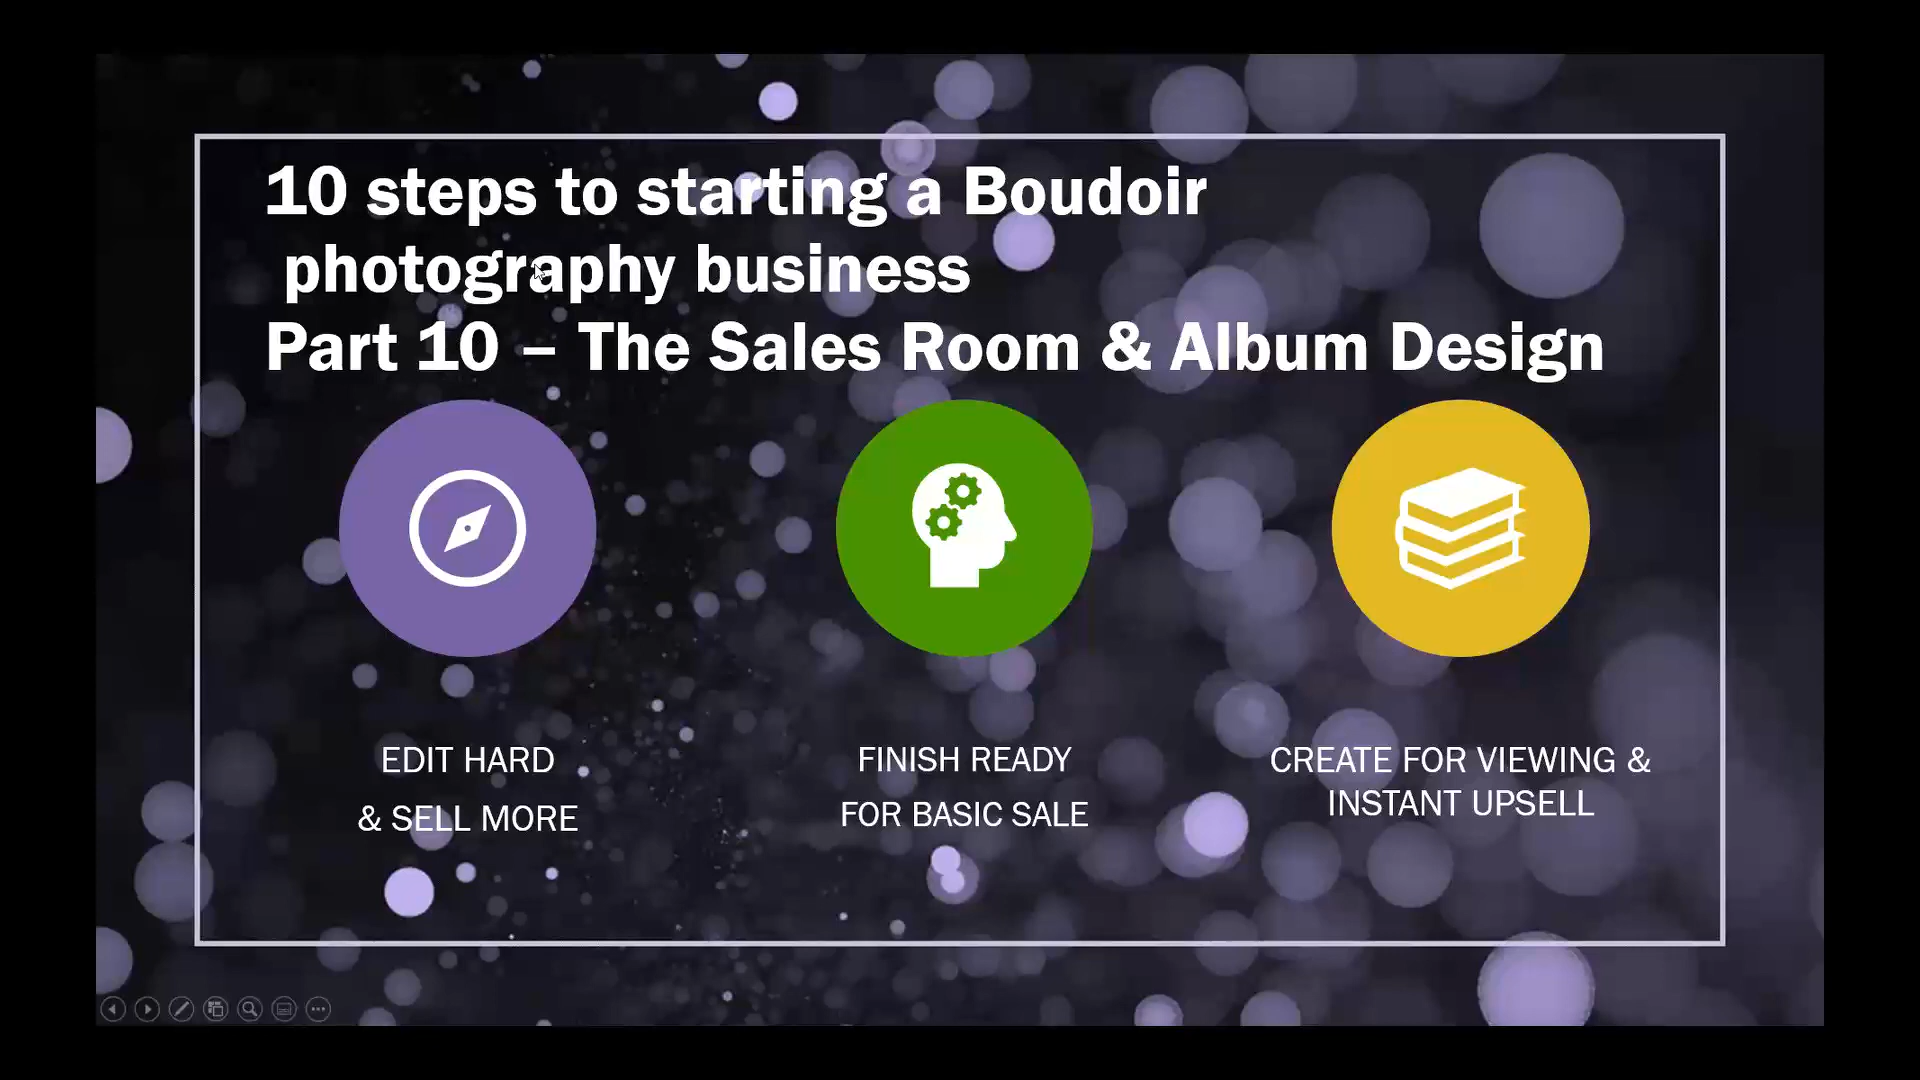 10 steps to starting a Boudoir
photography business
Part 10 – The Sales Room & Album Design
EDIT HARD
& SELL MORE
FINISH READY
FOR BASIC SALE
CREATE FOR VIEWING &
INSTANT UPSELL